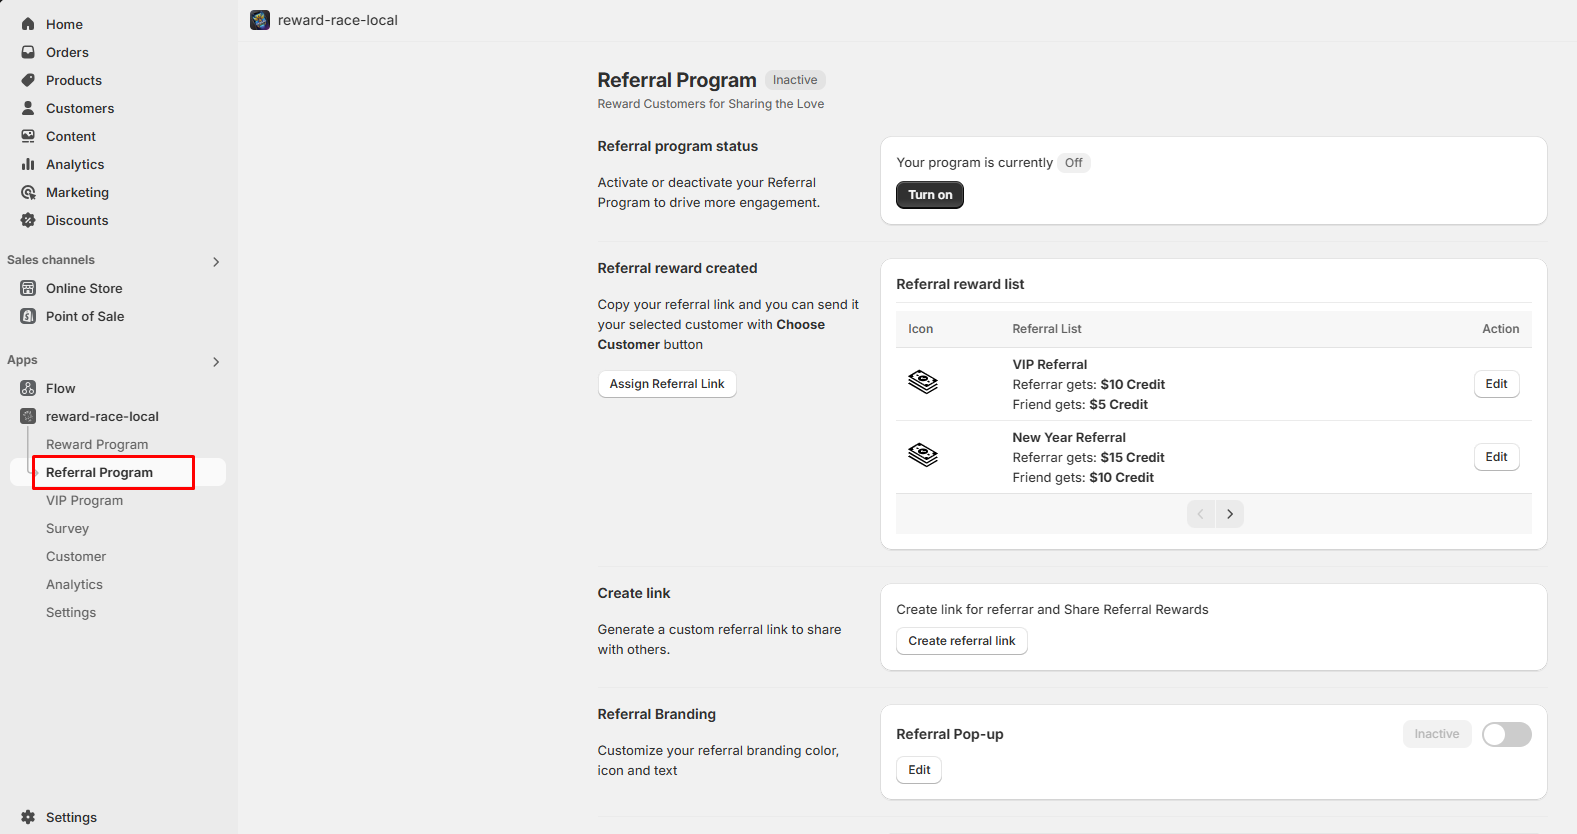 Home
Orders
Products
Customers
Content
Analytics
Marketing
Discounts
Sales channels
Online Store
Point of Sale
Apps
Flow
reward-race-local
Reward Program
Referral Program
VIP Program
Survey
Customer
Analytics
Settings
Settings
reward-race-local
Referral Program Inactive
Reward Customers for Sharing the Love
Referral program status
Activate or deactivate your Referral
Program to drive more engagement.
Your program is currently Off
Turn on
Referral reward created
Copy your referral link and you can send it
your selected customer with Choose
Customer button
Assign Referral Link
Referral reward list
Icon Referral List Action
VIP Referral
Referrar gets: $10 Credit
Friend gets: $5 Credit
Edit
New Year Referral
Referrar gets: $15 Credit
Friend gets: $10 Credit
Edit
Create link
Generate a custom referral link to share
with others.
Create link for referrar and Share Referral Rewards
Create referral link
Referral Branding
Customize your referral branding color,
icon and text
Referral Pop-up Inactive
Edit